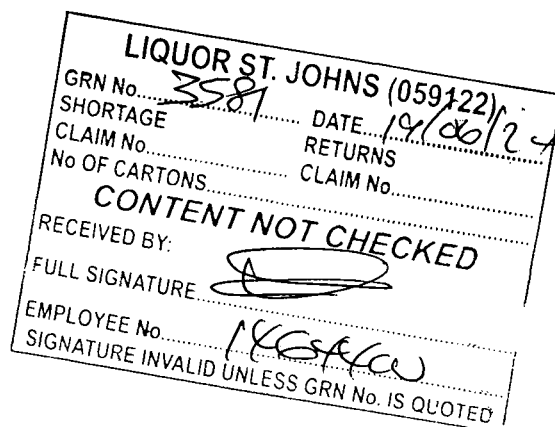 LIQUOR ST. JOHNS (059122)
GRN No. 3581 DATE 14/06/24
SHORTAGE RETURNS
CLAIM No. CLAIM No.
No OF CARTONS
CONTENT NOT CHECKED
RECEIVED BY:
FULL SIGNATURE
EMPLOYEE No.
SIGNATURE INVALID UNLESS GRN No. IS QUOTED